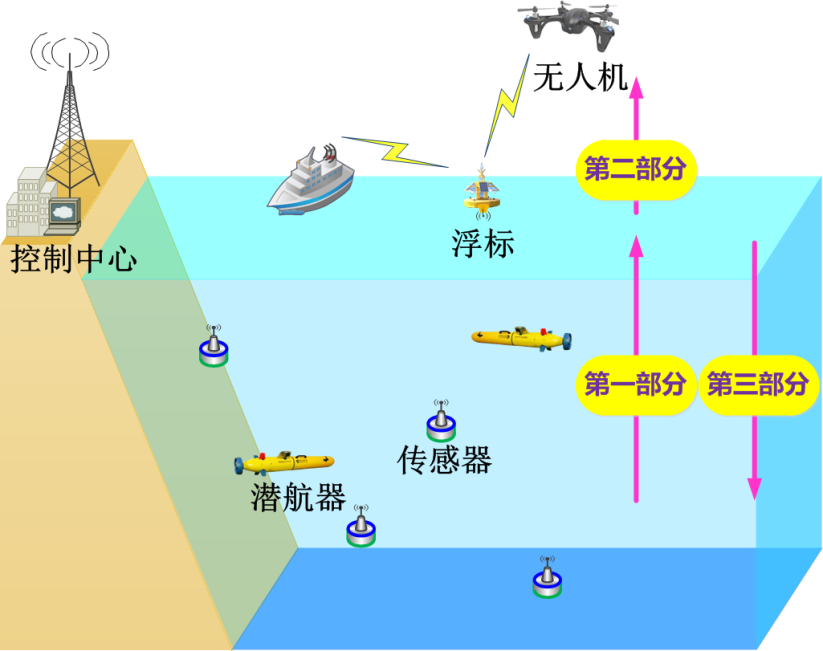 无人机
第二部分
浮标
控制中心
第一部分
第三部分
传感器
潜航器